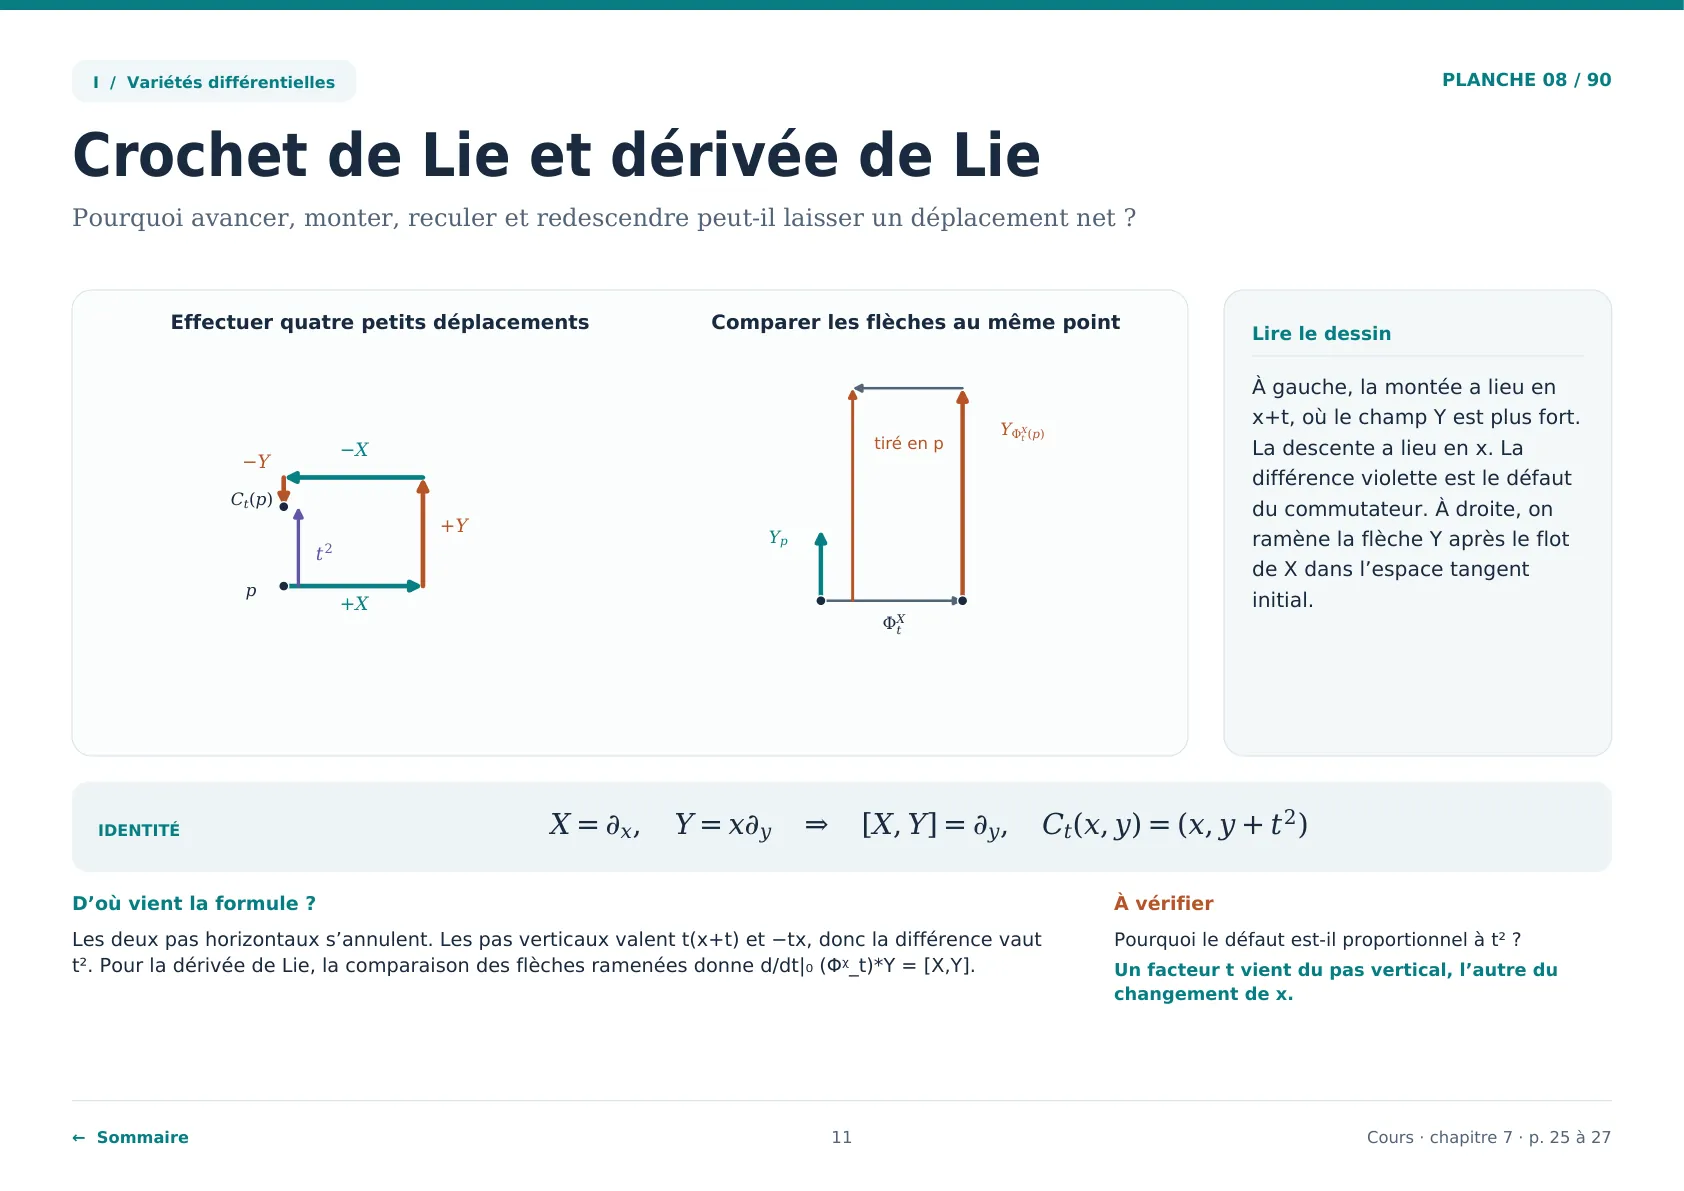 I / Variétés différentielles
PLANCHE 08 / 90
Crochet de Lie et dérivée de Lie
Pourquoi avancer, monter, reculer et redescendre peut-il laisser un déplacement net ?
Effectuer quatre petits déplacements
−Y
−X
C_t(p)
+Y
t²
p
+X
Comparer les flèches au même point
Y_{Φ_t^X(p)}
tiré en p
Y_p
Φ_t^X
Lire le dessin
À gauche, la montée a lieu en
x+t, où le champ Y est plus fort.
La descente a lieu en x. La
différence violette est le défaut
du commutateur. À droite, on
ramène la flèche Y après le flot
de X dans l’espace tangent
initial.
IDENTITÉ
X = ∂_x, Y = x∂_y ⇒ [X, Y] = ∂_y, C_t(x, y) = (x, y + t²)
D’où vient la formule ?
Les deux pas horizontaux s’annulent. Les pas verticaux valent t(x+t) et −tx, donc la différence vaut
t². Pour la dérivée de Lie, la comparaison des flèches ramenées donne d/dt|₀ (Φᵡ_t)*Y = [X,Y].
À vérifier
Pourquoi le défaut est-il proportionnel à t² ?
Un facteur t vient du pas vertical, l’autre du
changement de x.
← Sommaire
11
Cours · chapitre 7 · p. 25 à 27